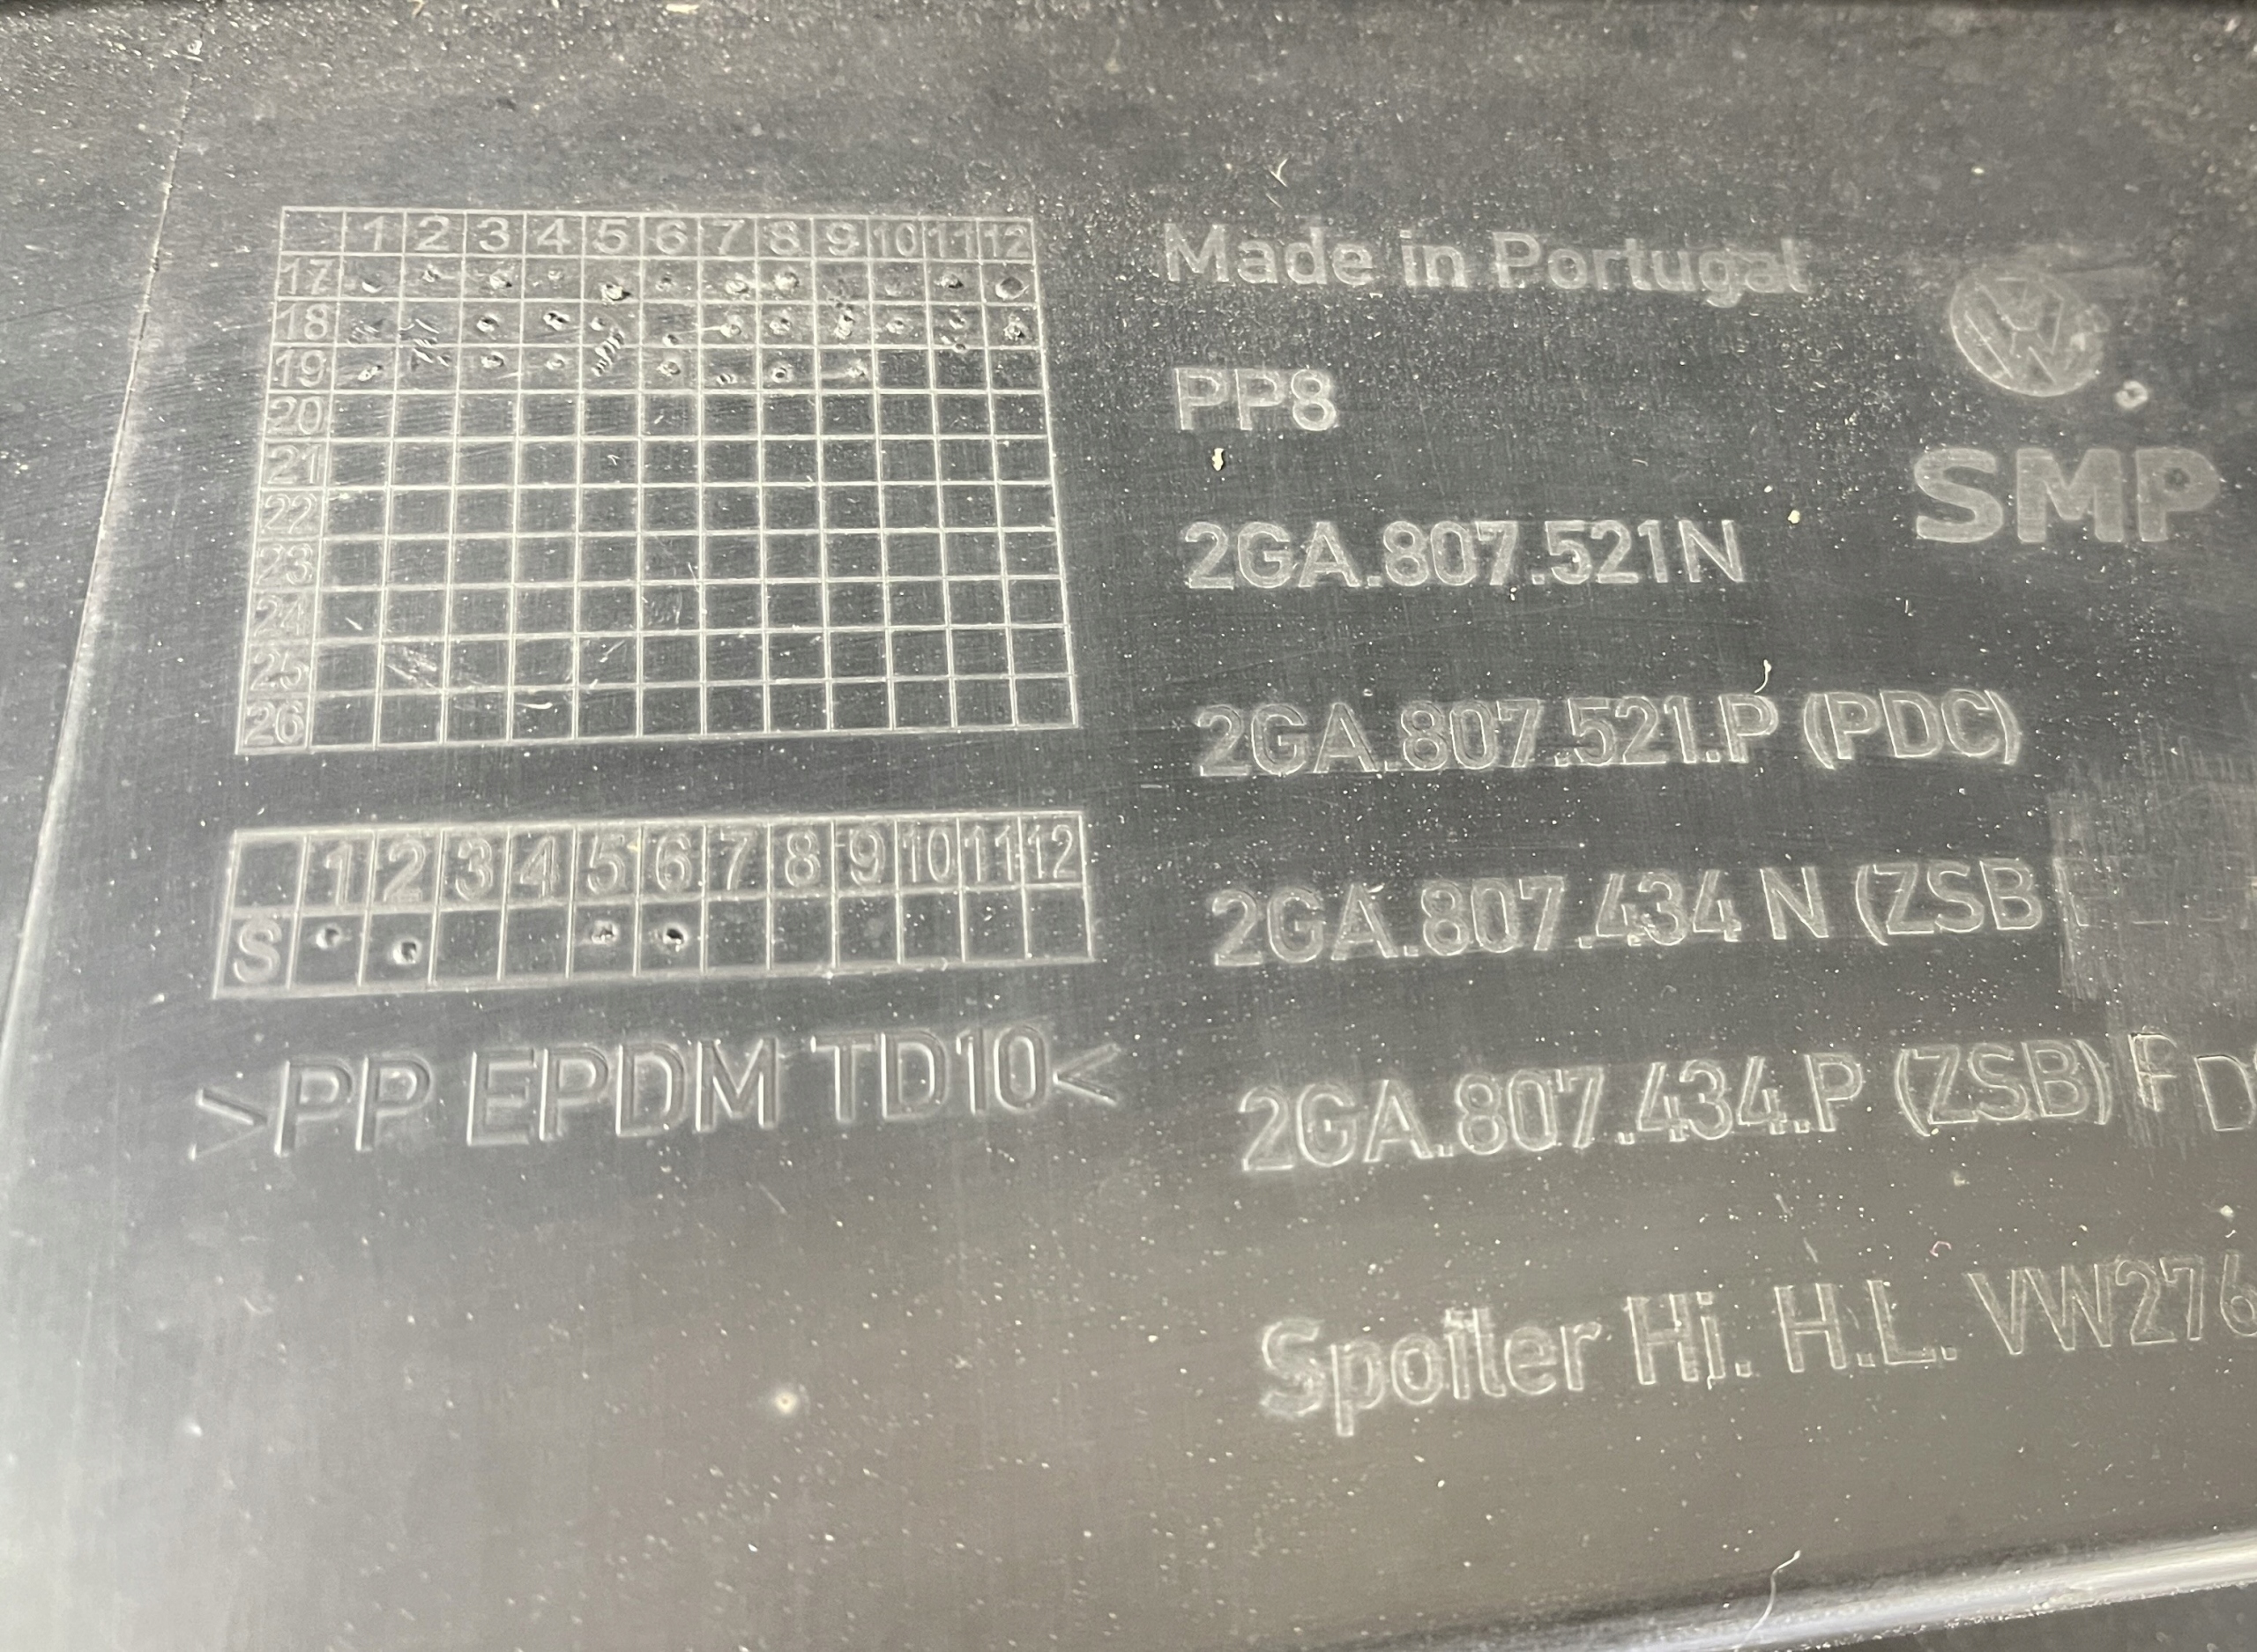 1 2 3 4 5 6 7 8 9 10 11 12
17
18
19
20
21
22
23
24
25
26
1 2 3 4 5 6 7 8 9 10 11 12
S
>PP EPDM TD10<
Made in Portugal
PP8
2GA.807.521N
2GA.807.521.P (PDC)
2GA.807.434 N (ZSB
2GA.807.434.P (ZSB)
Spoiler Hi. H.L. VW276
VW
SMP